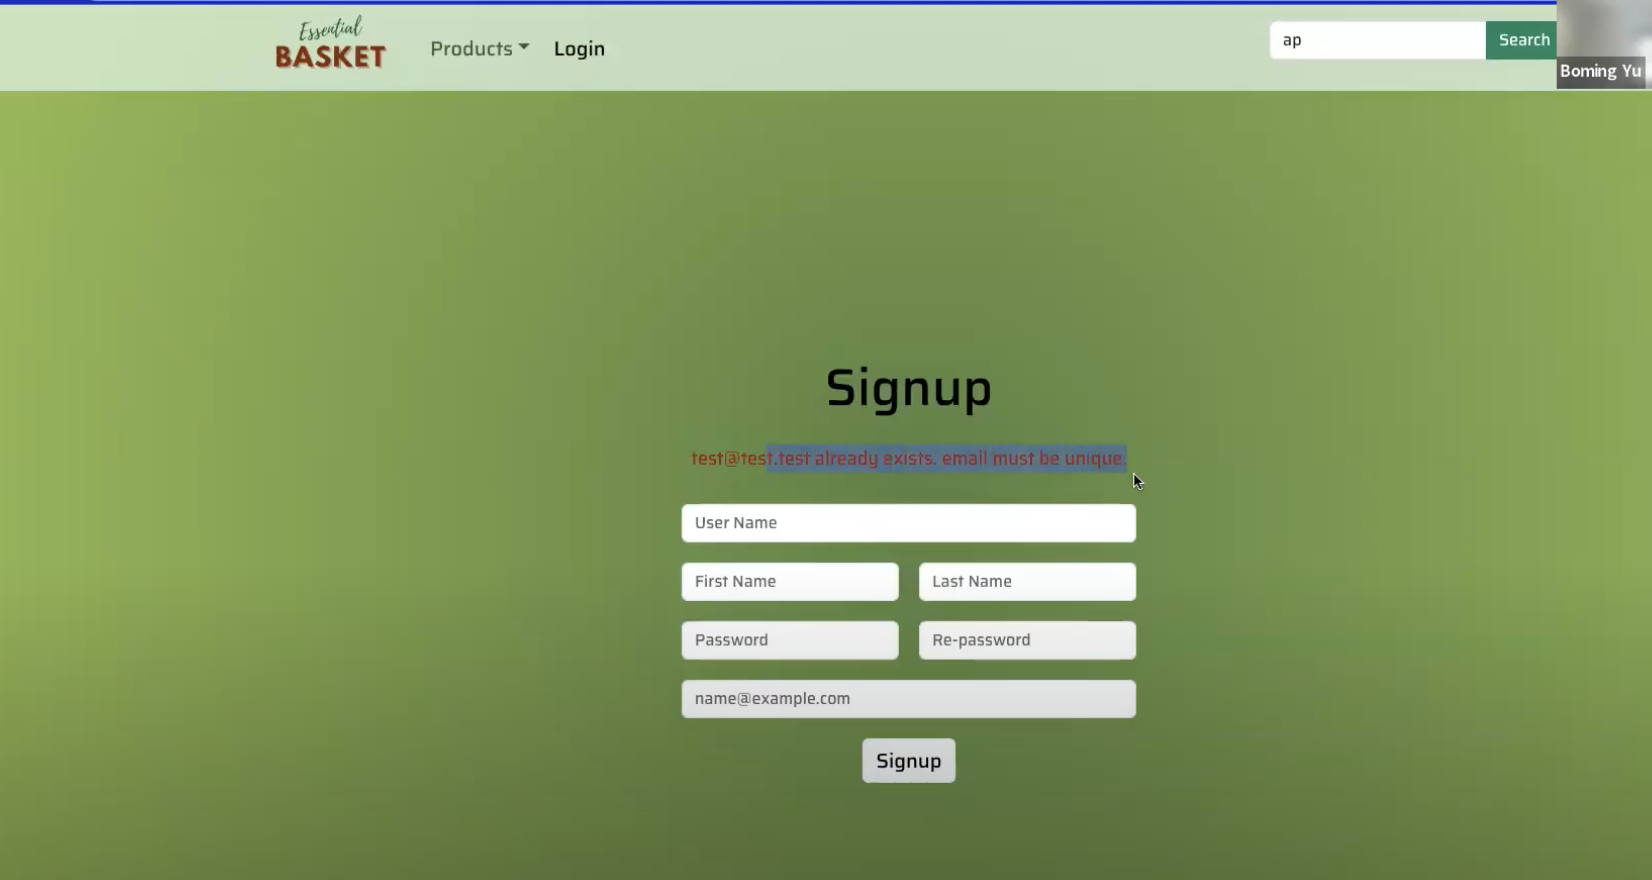 Essential
BASKET
Products
Login
ap
Search
Boming Yu
Signup
test@test.test already exists. email must be unique.
User Name
First Name
Last Name
Password
Re-password
name@example.com
Signup